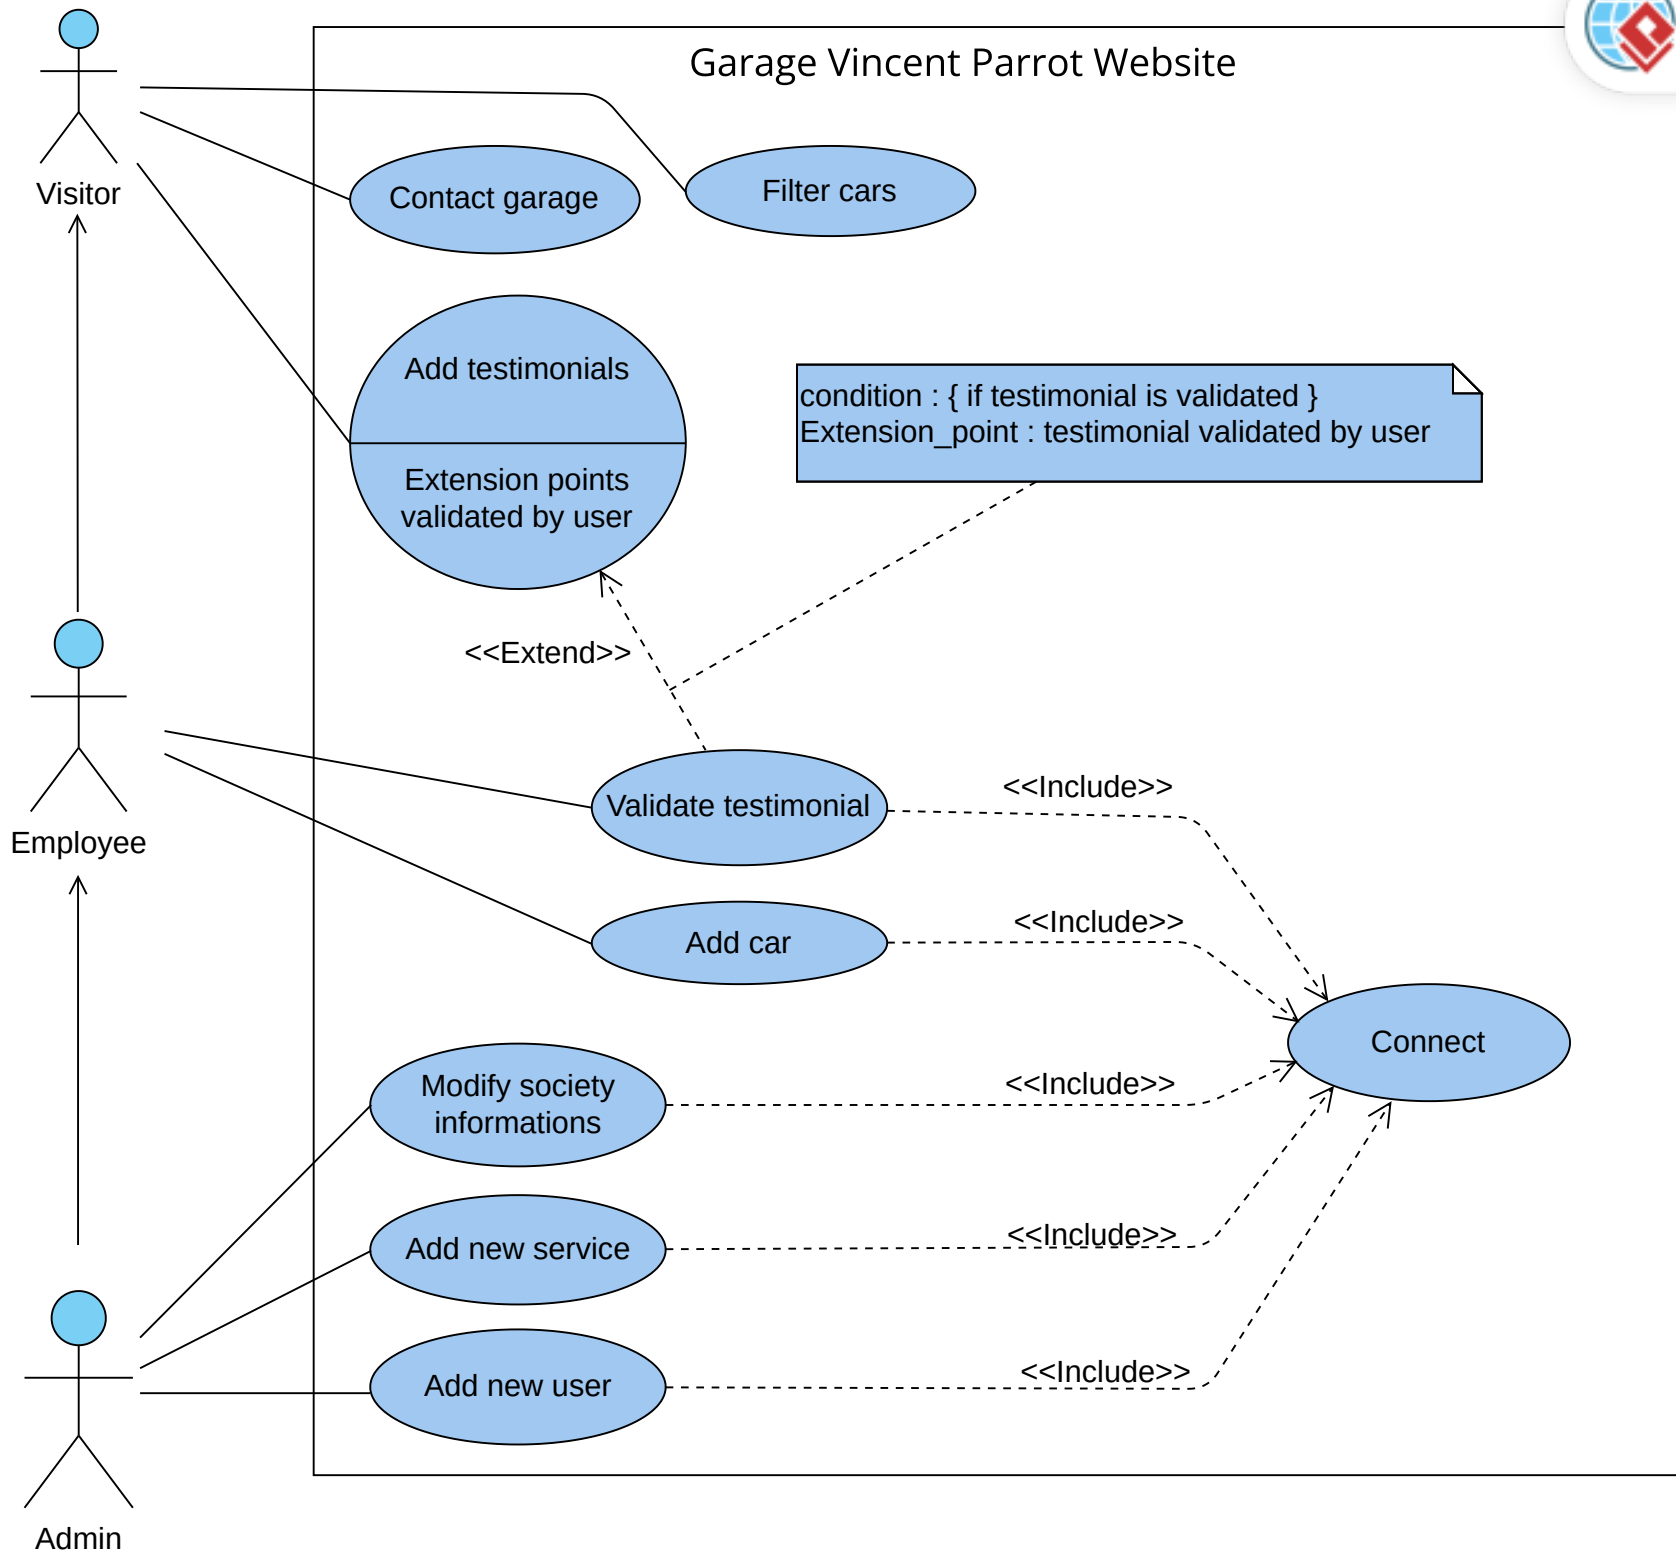 Garage Vincent Parrot Website
Visitor
Contact garage
Filter cars
Add testimonials
Extension points
validated by user
condition : { if testimonial is validated }
Extension_point : testimonial validated by user
<<Extend>>
Employee
Validate testimonial
<<Include>>
Add car
<<Include>>
Connect
Modify society
informations
<<Include>>
Add new service
<<Include>>
Add new user
<<Include>>
Admin